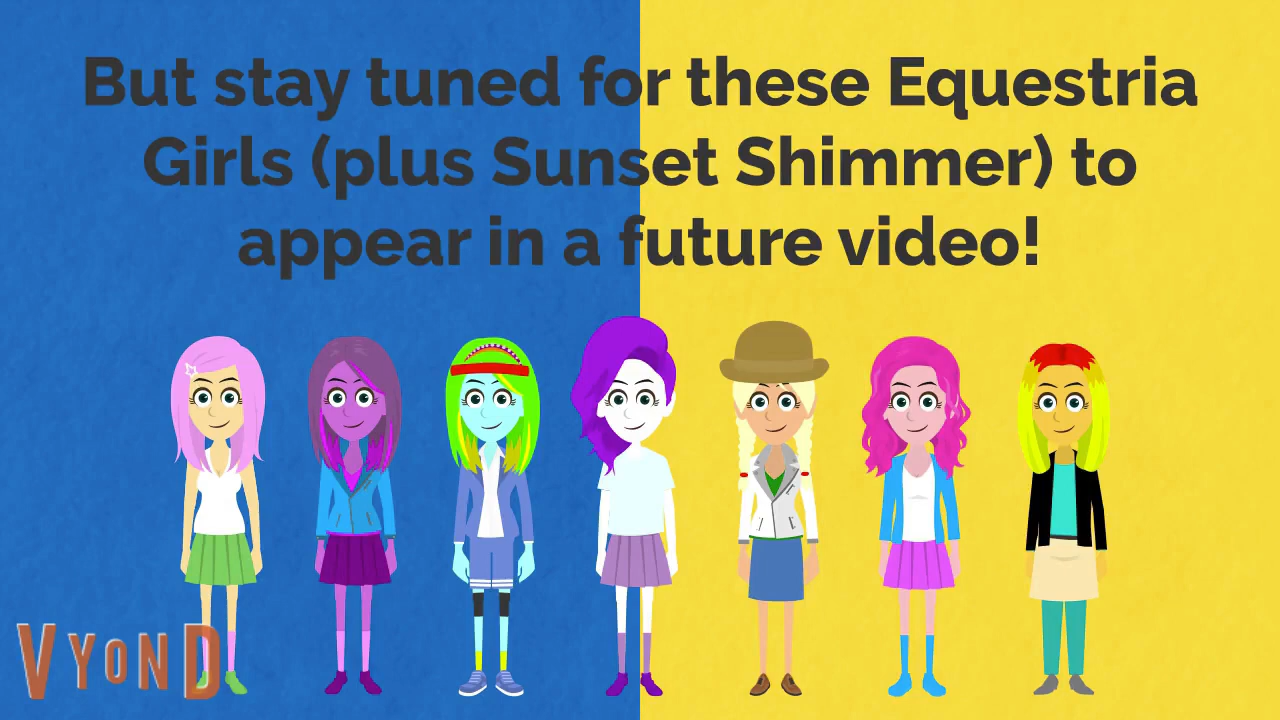 But stay tuned for these Equestria
Girls (plus Sunset Shimmer) to
appear in a future video!
VYOND